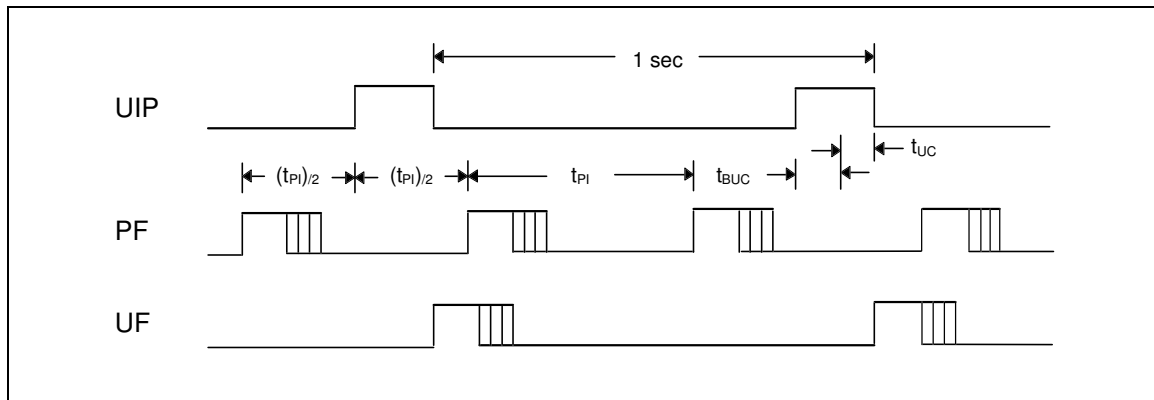 1 sec
UIP
tUC
(tPI)/2 (tPI)/2 tPI tBUC
PF
UF